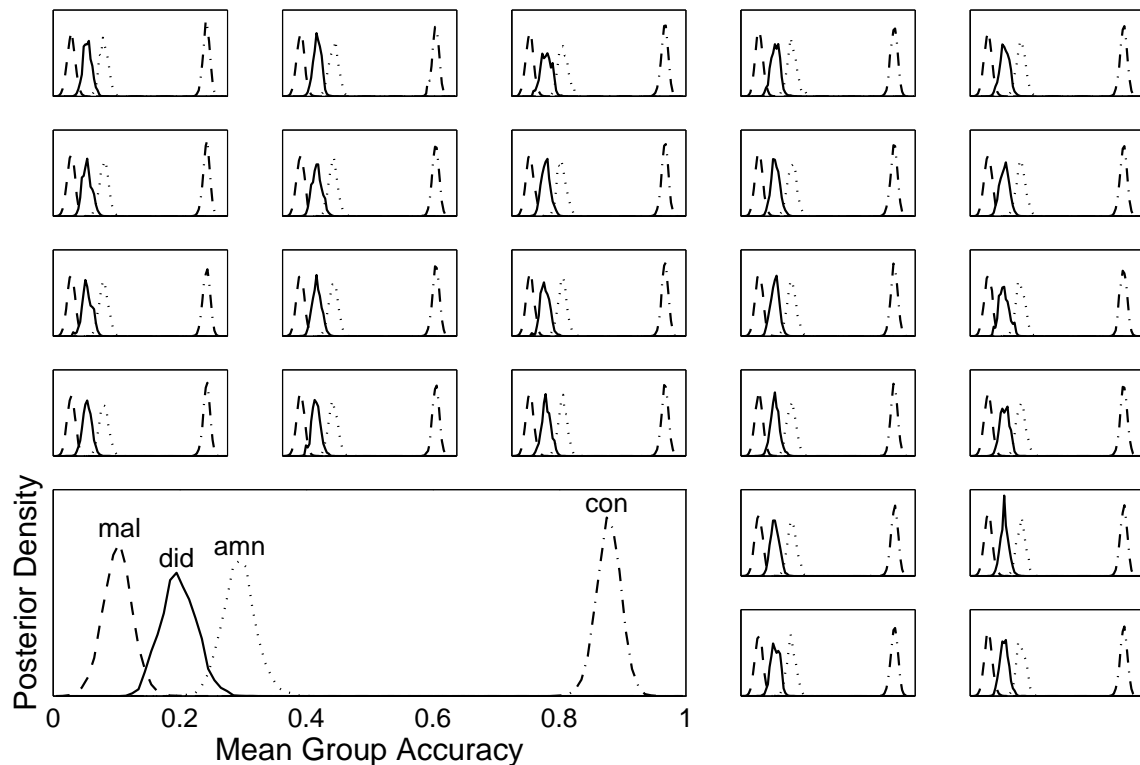 con
mal
amn
did
Posterior Density
0 0.2 0.4 0.6 0.8 1
Mean Group Accuracy